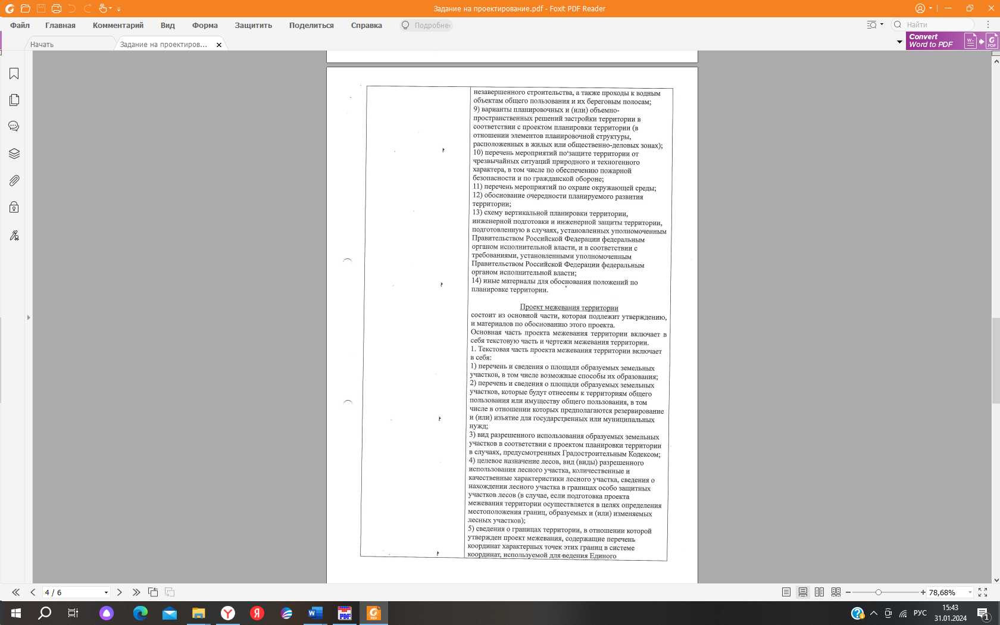 Задание на проектирование.pdf - Foxit PDF Reader
Файл Главная Комментарий Вид Форма Защитить Поделиться Справка Подробне Найти
Начать Задание на проектиров... Convert Word to PDF
незавершенного строительства, а также проходы к водным
объектам общего пользования и их береговым полосам;
9) варианты планировочных и (или) объемно-
пространственных решений застройки территории в
соответствии с проектом планировки территории (в
отношении элементов планировочной структуры,
расположенных в жилых или общественно-деловых зонах);
10) перечень мероприятий по защите территории от
чрезвычайных ситуаций природного и техногенного
характера, в том числе по обеспечению пожарной
безопасности и по гражданской обороне;
11) перечень мероприятий по охране окружающей среды;
12) обоснование очередности планируемого развития
территории;
13) схему вертикальной планировки территории,
инженерной подготовки и инженерной защиты территории,
подготовленную в случаях, установленных уполномоченным
Правительством Российской Федерации федеральным
органом исполнительной власти, и в соответствии с
требованиями, установленными уполномоченным
Правительством Российской Федерации федеральным
органом исполнительной власти;
14) иные материалы для обоснования положений по
планировке территории.
Проект межевания территории
состоит из основной части, которая подлежит утверждению,
и материалов по обоснованию этого проекта.
Основная часть проекта межевания территории включает в
себя текстовую часть и чертежи межевания территории.
1. Текстовая часть проекта межевания территории включает
в себя:
1) перечень и сведения о площади образуемых земельных
участков, в том числе возможные способы их образования;
2) перечень и сведения о площади образуемых земельных
участков, которые будут отнесены к территориям общего
пользования или имуществу общего пользования, в том
числе в отношении которых предполагаются резервирование
и (или) изъятие для государственных или муниципальных
нужд;
3) вид разрешенного использования образуемых земельных
участков в соответствии с проектом планировки территории
в случаях, предусмотренных Градостроительным Кодексом;
4) целевое назначение лесов, вид (виды) разрешенного
использования лесного участка, количественные и
качественные характеристики лесного участка, сведения о
нахождении лесного участка в границах особо защитных
участков лесов (в случае, если подготовка проекта
межевания территории осуществляется в целях определения
местоположения границ, образуемых и (или) изменяемых
лесных участков);
5) сведения о границах территории, в отношении которой
утвержден проект межевания, содержащие перечень
координат характерных точек этих границ в системе
координат, используемой для ведения Единого
4 / 6 78,68%
РУС 15:43
31.01.2024 1